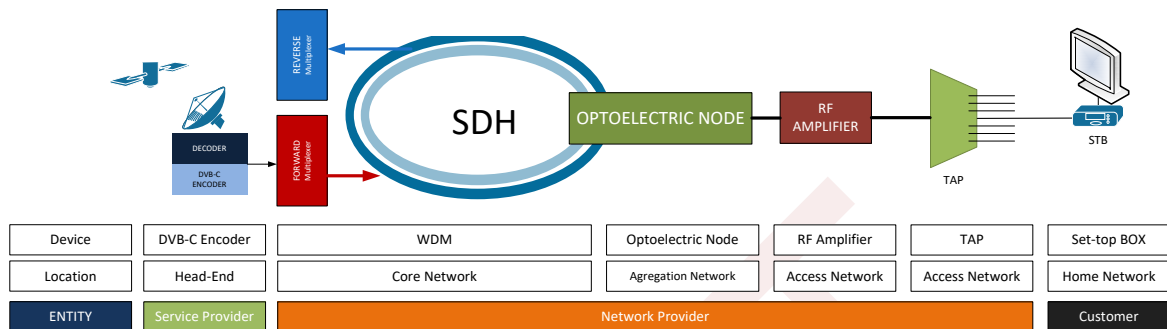 REVERSE
Multiplexer
SDH
OPTOELECTRIC NODE
RF
AMPLIFIER
STB
DECODER
DVB-C
ENCODER
FORWARD
Multiplexer
TAP
Device
DVB-C Encoder
WDM
Optoelectric Node
RF Amplifier
TAP
Set-top BOX
Location
Head-End
Core Network
Agregation Network
Access Network
Access Network
Home Network
ENTITY
Service Provider
Network Provider
Customer